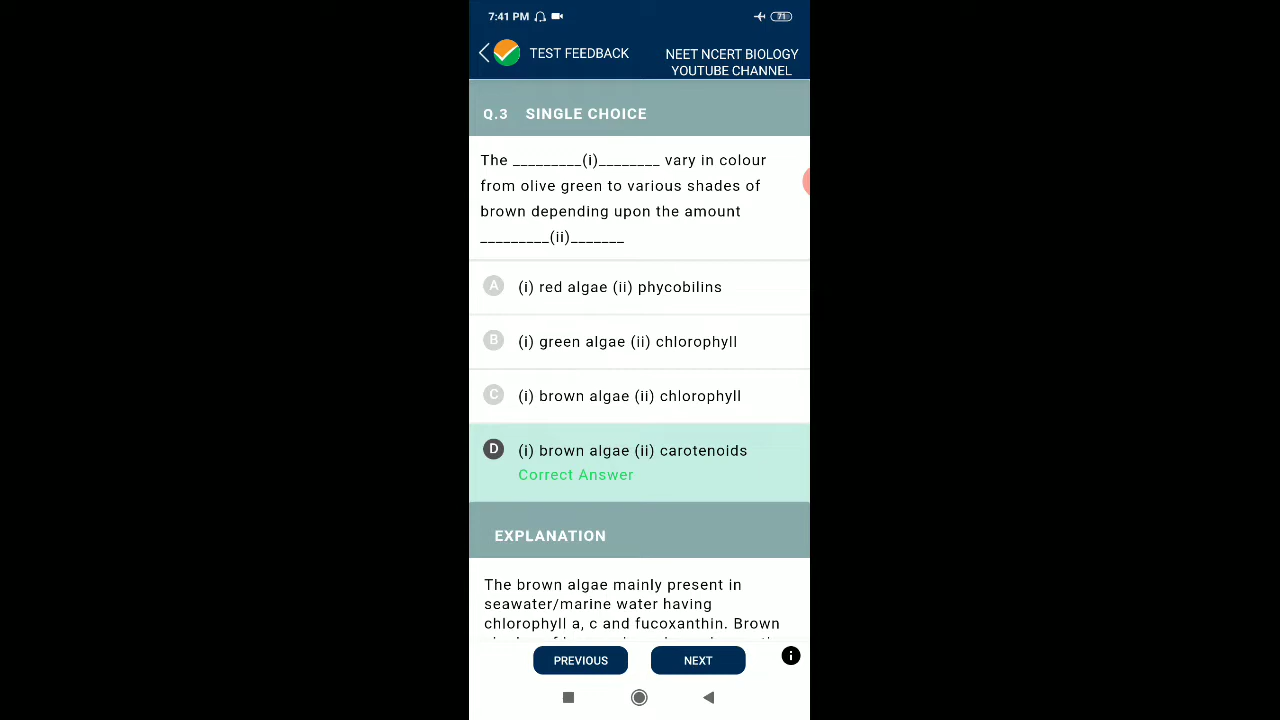 7:41 PM 71
TEST FEEDBACK
NEET NCERT BIOLOGY
YOUTUBE CHANNEL
Q.3 SINGLE CHOICE
The _________(i)________ vary in colour
from olive green to various shades of
brown depending upon the amount
_________(ii)_______
A (i) red algae (ii) phycobilins
B (i) green algae (ii) chlorophyll
C (i) brown algae (ii) chlorophyll
D (i) brown algae (ii) carotenoids
Correct Answer
EXPLANATION
The brown algae mainly present in
seawater/marine water having
chlorophyll a, c and fucoxanthin. Brown
PREVIOUS NEXT